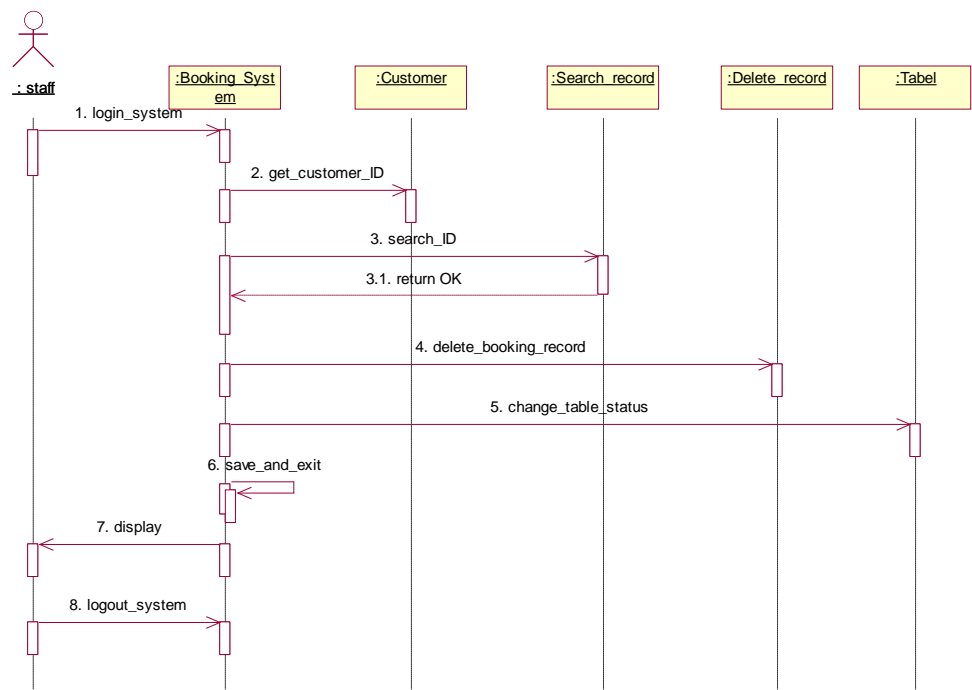 : staff
:Booking_Syst
em
:Customer
:Search_record
:Delete_record
:Tabel
1. login_system
2. get_customer_ID
3. search_ID
3.1. return OK
4. delete_booking_record
5. change_table_status
6. save_and_exit
7. display
8. logout_system